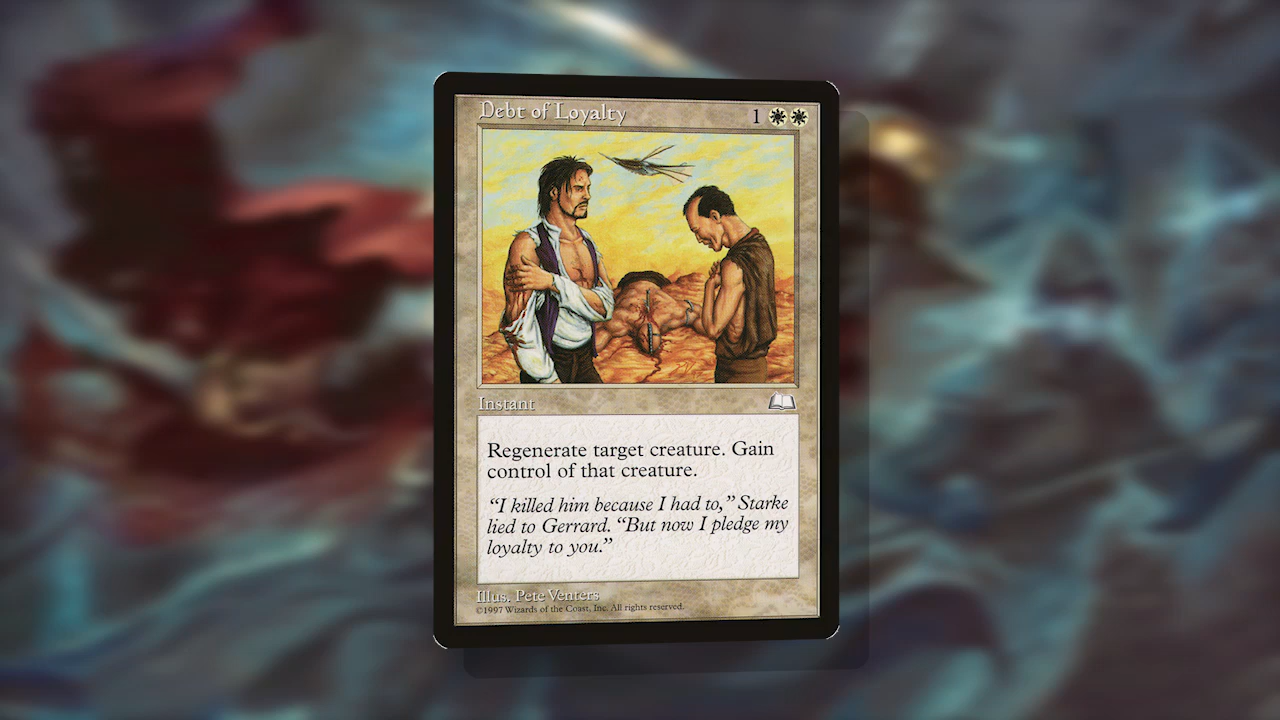 Debt of Loyalty 1
Instant
Regenerate target creature. Gain
control of that creature.
“I killed him because I had to,” Starke
lied to Gerrard. “But now I pledge my
loyalty to you.”
Illus. Pete Venters
©1997 Wizards of the Coast, Inc. All rights reserved.